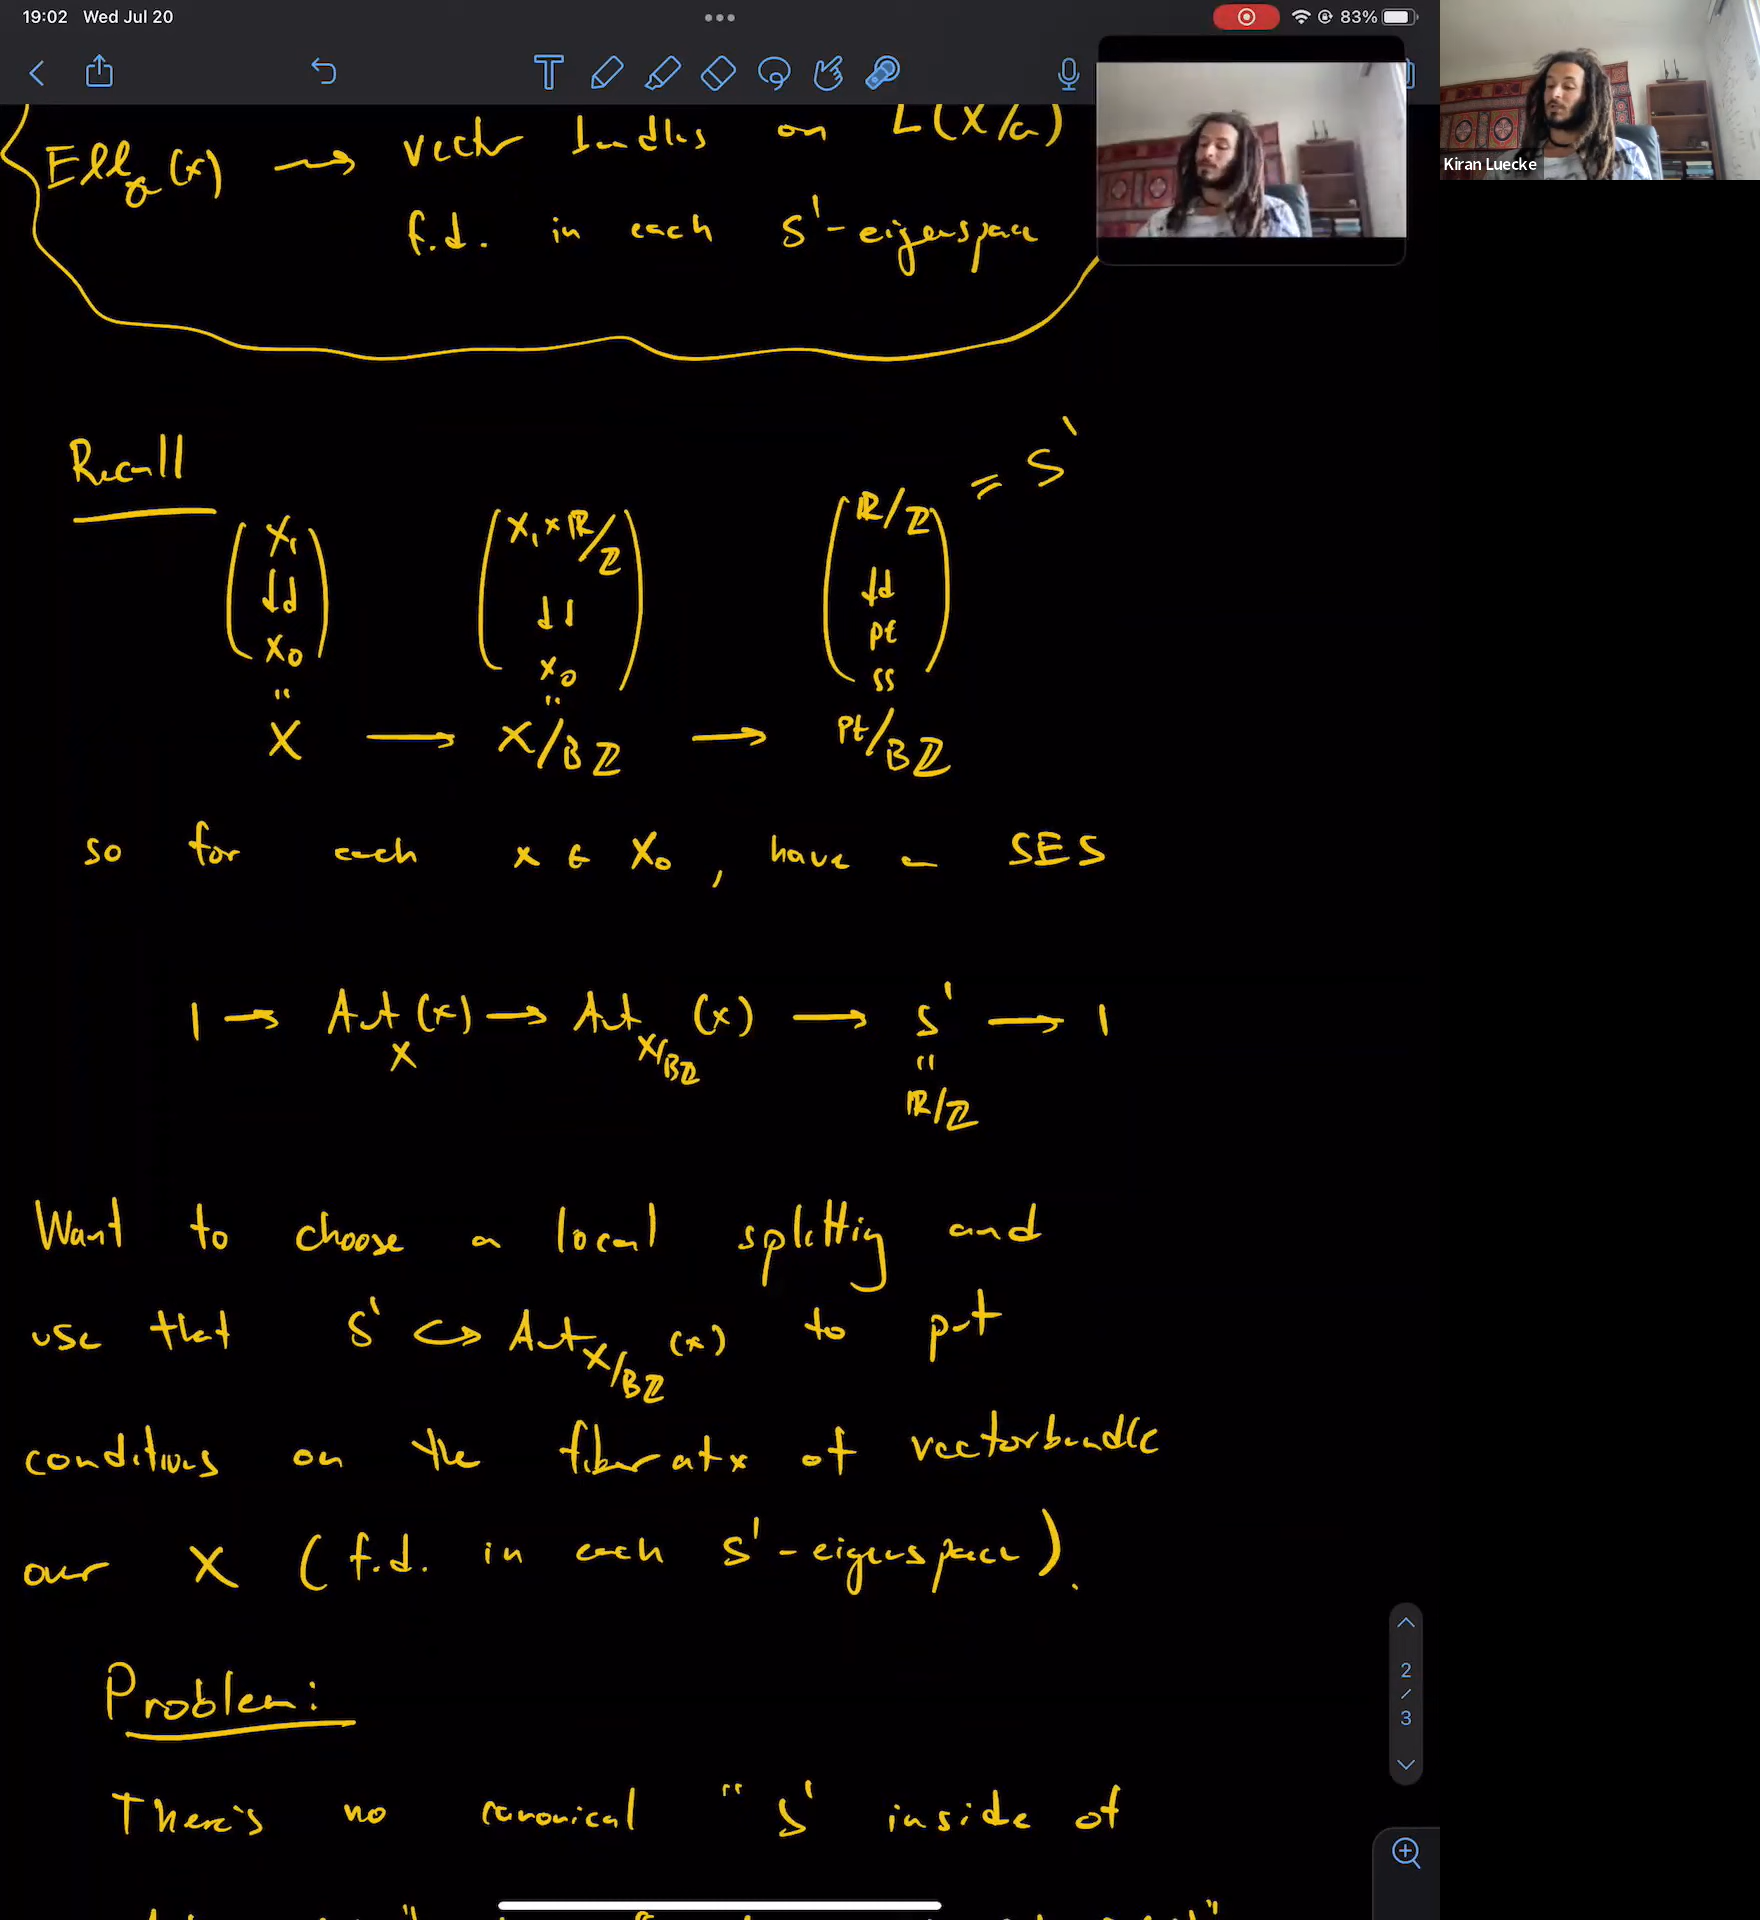 19:02 Wed Jul 20
83%
Kiran Luecke
Ell_G(X) ⟶ vector bundles on L(X/G)
f.d. in each S¹-eigenspace
Recall
= S¹
X₁ X₁ × ℝ/ℤ ℝ/ℤ
↓↓ ↓↓ ↓↓
X₀ X₀ pt
X ⟶ X/Bℤ ⟶ pt/Bℤ
so for each x ∈ X₀, have a SES
1 → Aut_X(x) → Aut_{X/Bℤ}(x) → S¹ → 1
ℝ/ℤ
Want to choose a local splitting and
use that S¹ ↪ Aut_{X/Bℤ}(x) to put
conditions on the fiber at x of vectorbundle
over X (f.d. in each S¹-eigenspace).
Problem:
There's no canonical "S¹ inside of
2
/
3